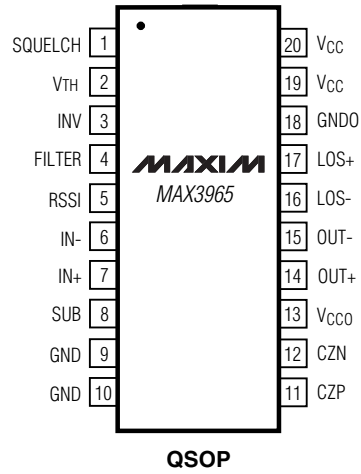 SQUELCH 1
VTH 2
INV 3
FILTER 4
RSSI 5
IN- 6
IN+ 7
SUB 8
GND 9
GND 10
MAXIM
MAX3965
20 VCC
19 VCC
18 GNDO
17 LOS+
16 LOS-
15 OUT-
14 OUT+
13 VCCO
12 CZN
11 CZP
QSOP